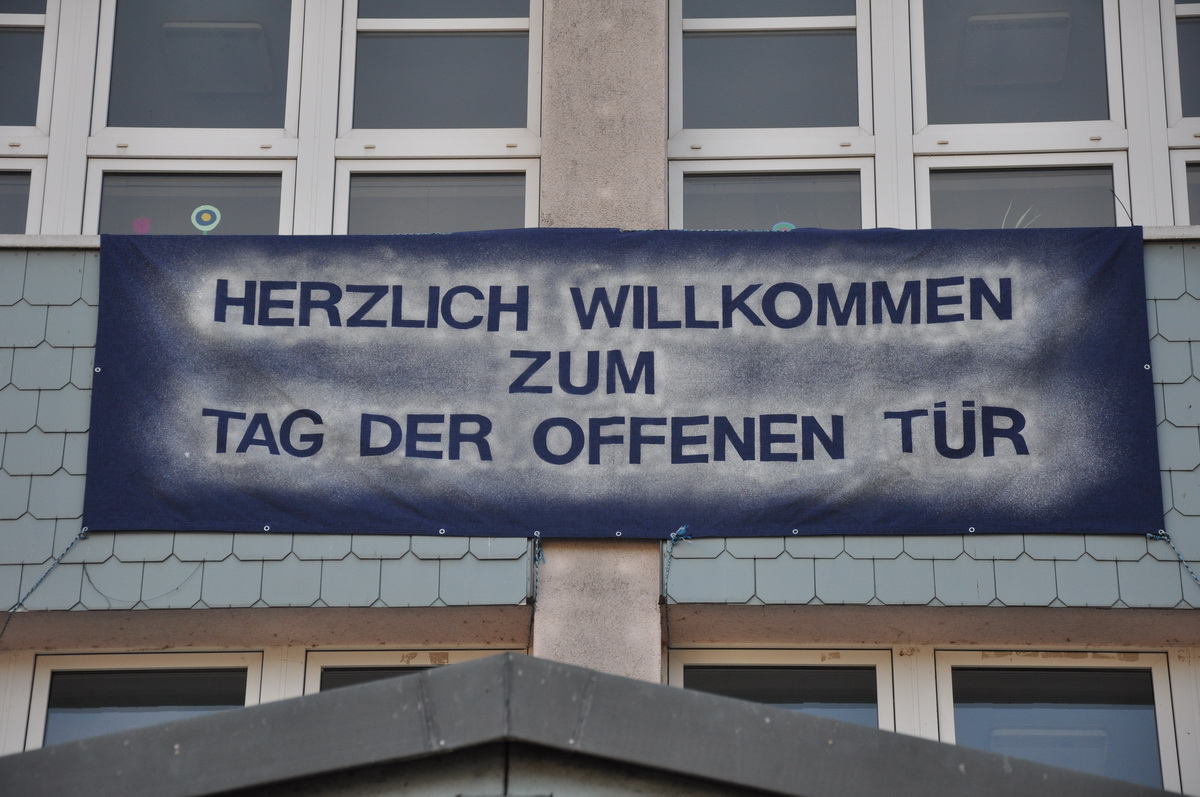 HERZLICH WILLKOMMEN
ZUM
TAG DER OFFENEN TÜR